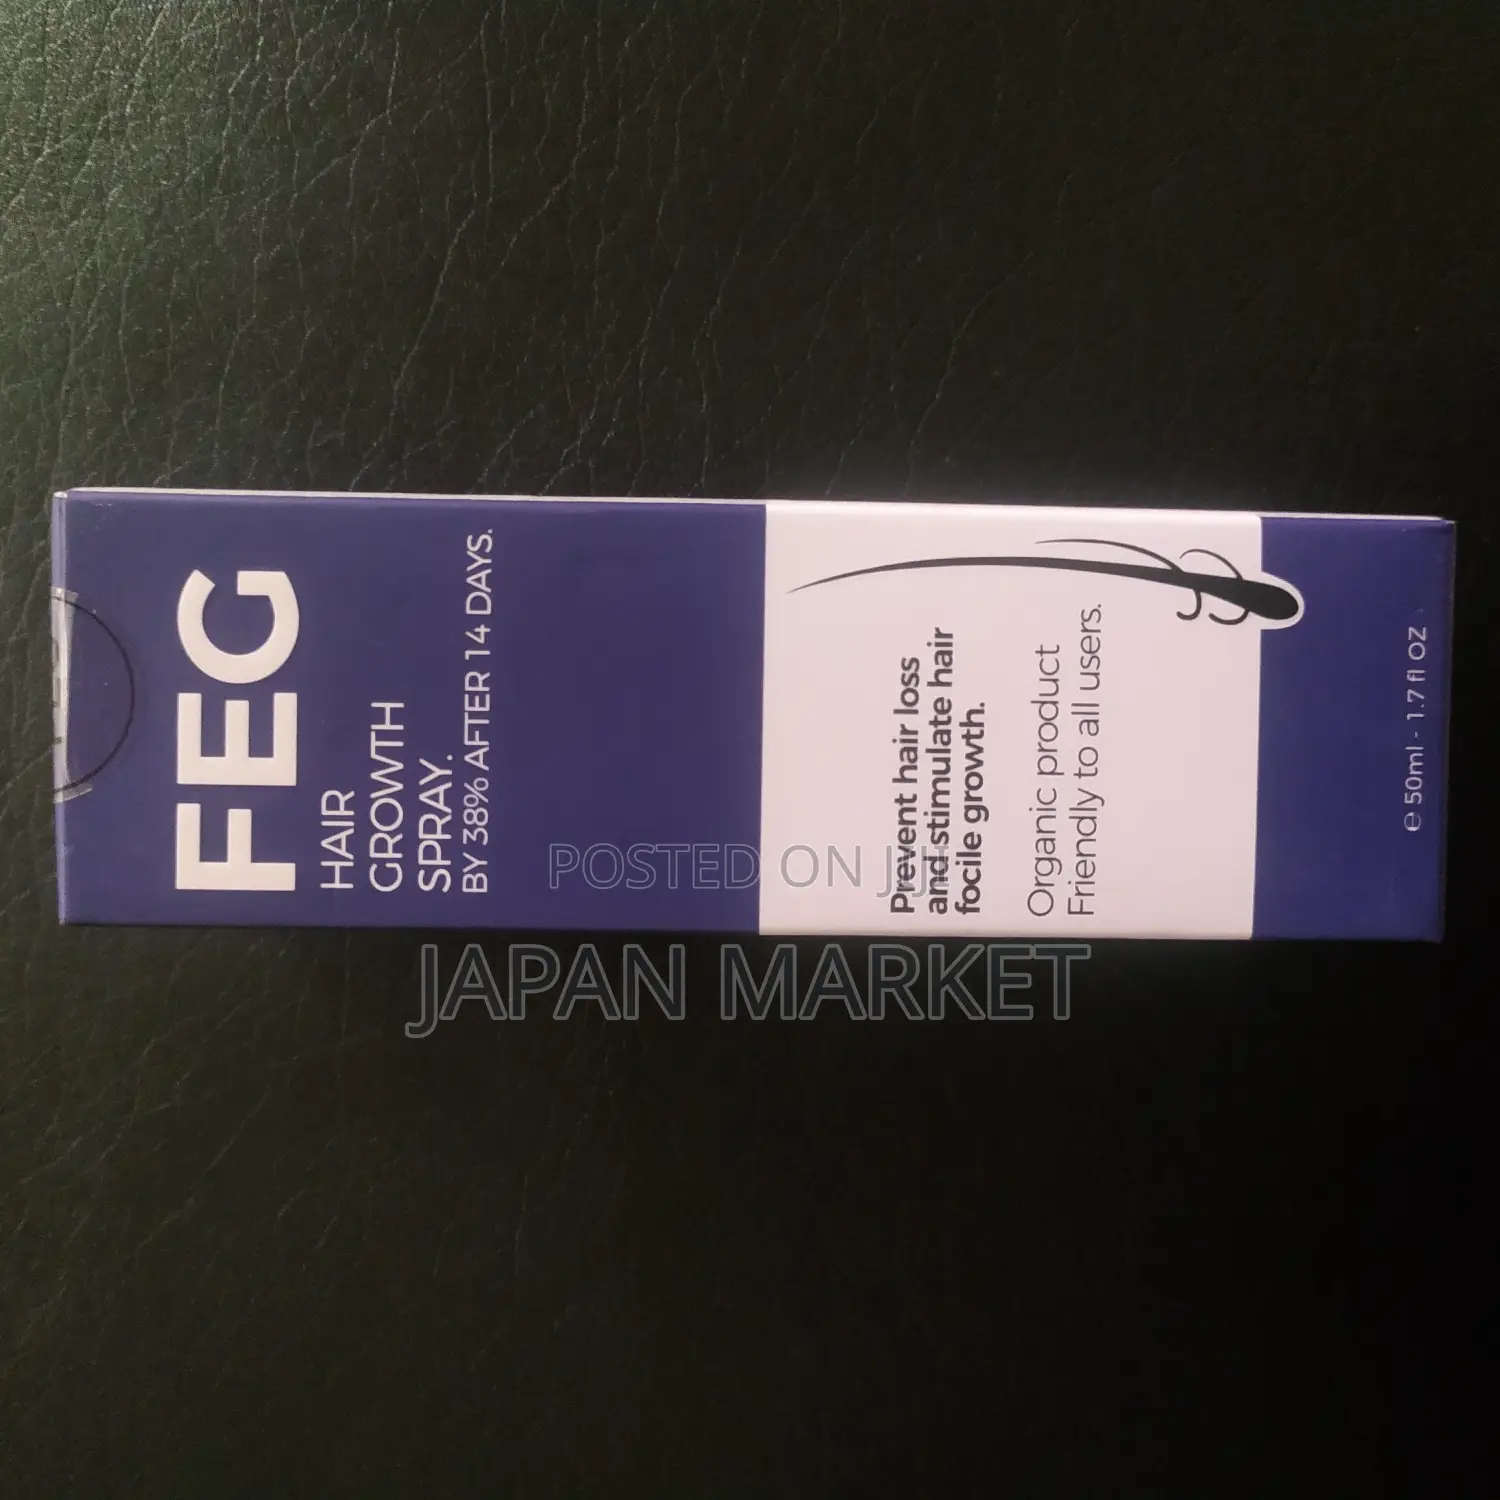 FEG
HAIR
GROWTH
SPRAY.
BY 38% AFTER 14 DAYS.
Prevent hair loss
and stimulate hair
focile growth.
Organic product
Friendly to all users.
e 50ml - 1.7 fl oz
POSTED ON
JAPAN MARKET